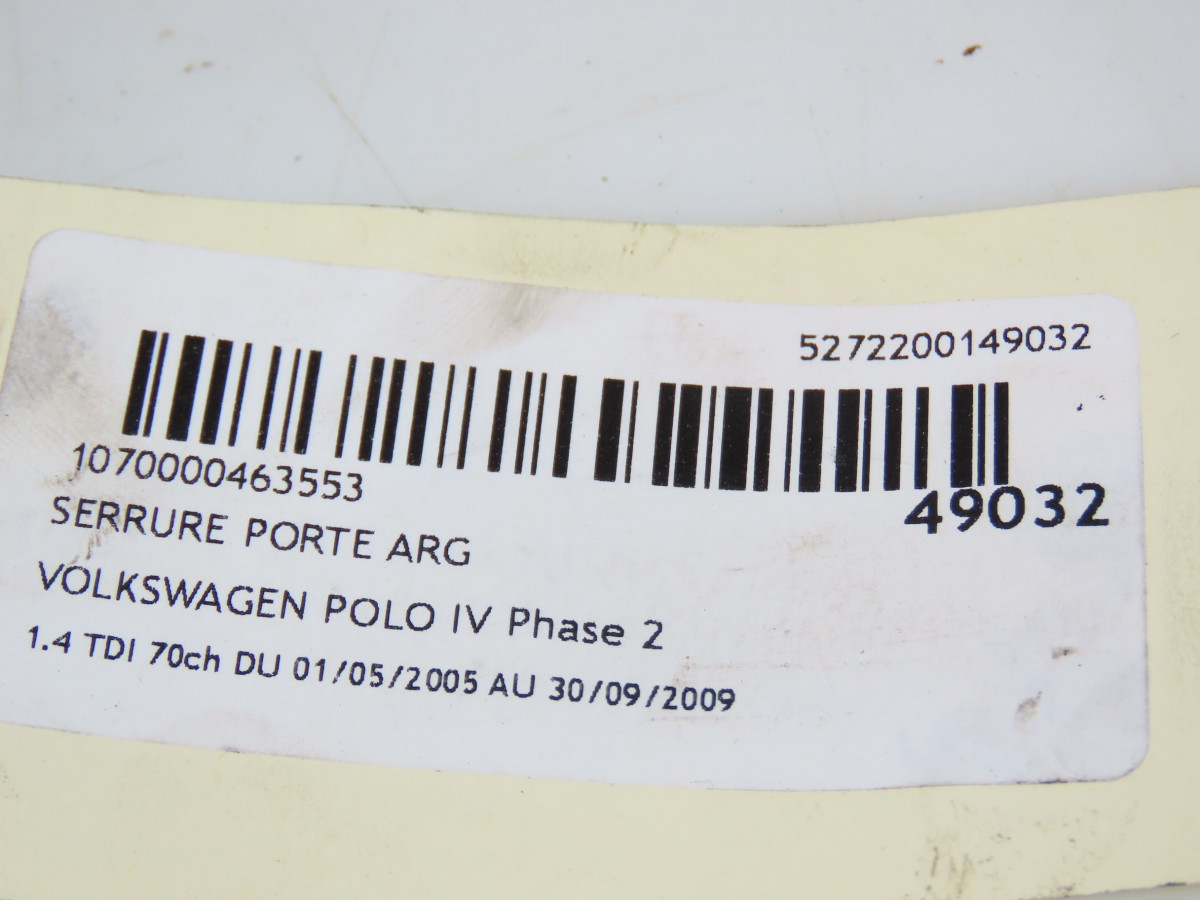 5272200149032
1070000463553
49032
SERRURE PORTE ARG
VOLKSWAGEN POLO IV Phase 2
1.4 TDI 70ch DU 01/05/2005 AU 30/09/2009